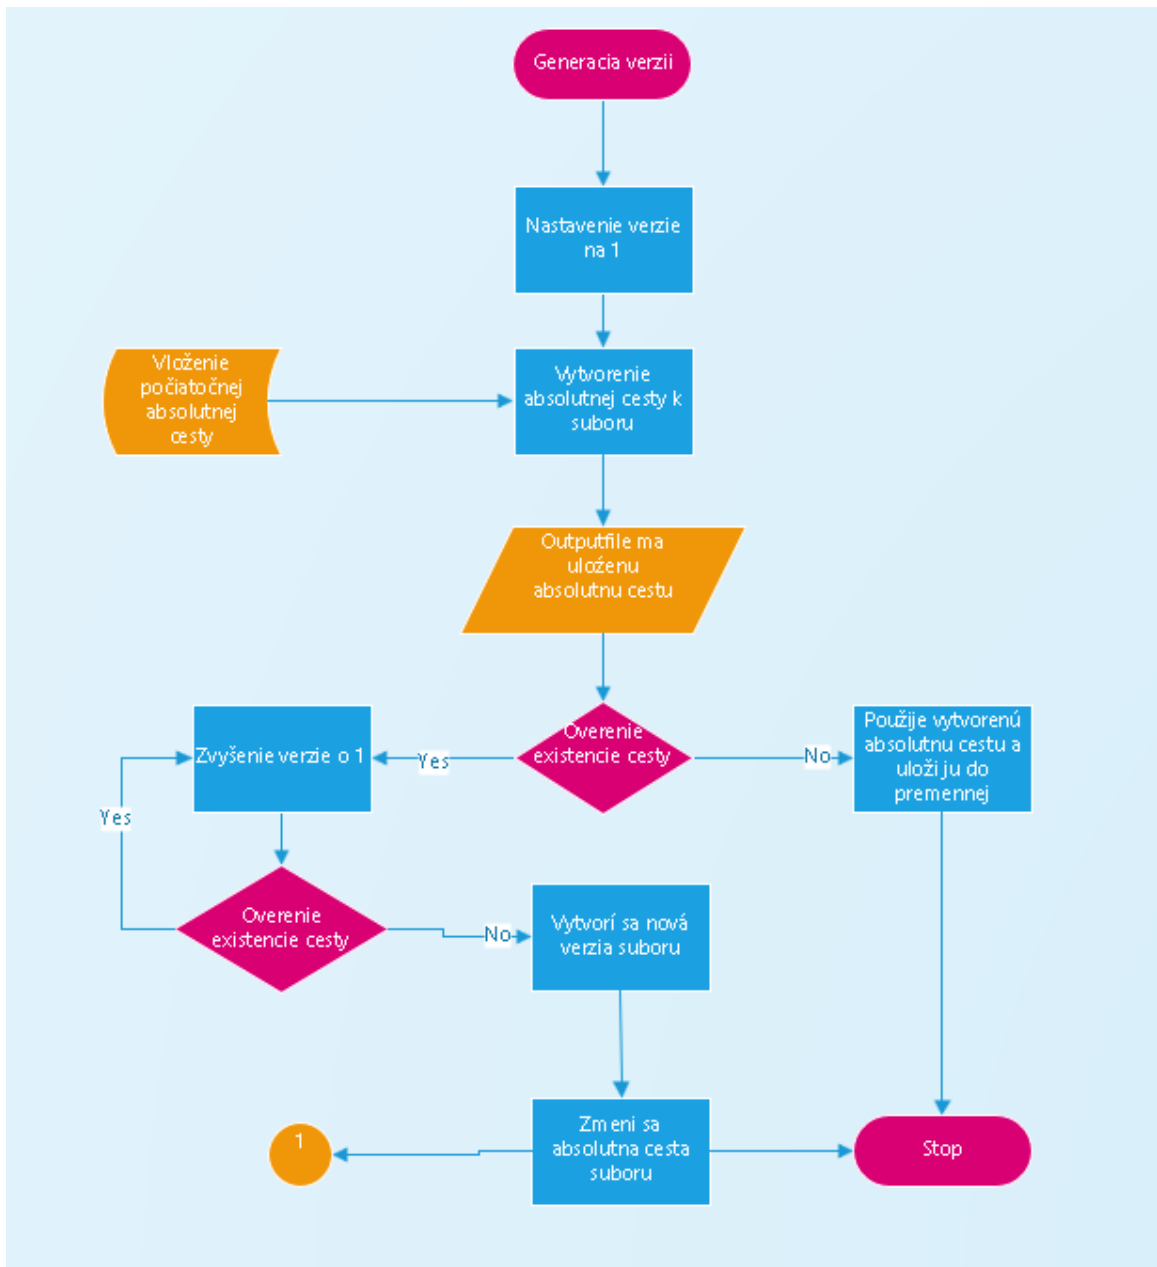 Generacia verzii
Nastavenie verzie
na 1
Vloženie
počiatočnej
absolutnej
cesty
Vytvorenie
absolutnej cesty k
suboru
Outputfile ma
uloźenu
absolutnu cestu
Overenie
existencie cesty
Yes
No
Zvyšenie verzie o 1
Použije vytvorenú
absolutnu cestu a
uloži ju do
premennej
Yes
Overenie
existencie cesty
No
Vytvorí sa nová
verzia suboru
Zmeni sa
absolutna cesta
suboru
1
Stop